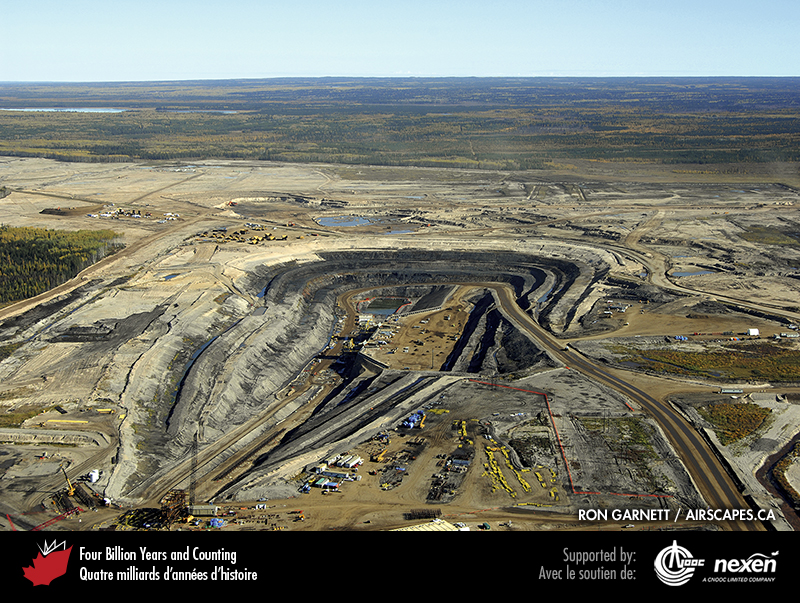 RON GARNETT / AIRSCAPES.CA
Four Billion Years and Counting
Quatre milliards d'années d'histoire
Supported by:
Avec le soutien de:
CNOOC
nexen
A CNOOC LIMITED COMPANY